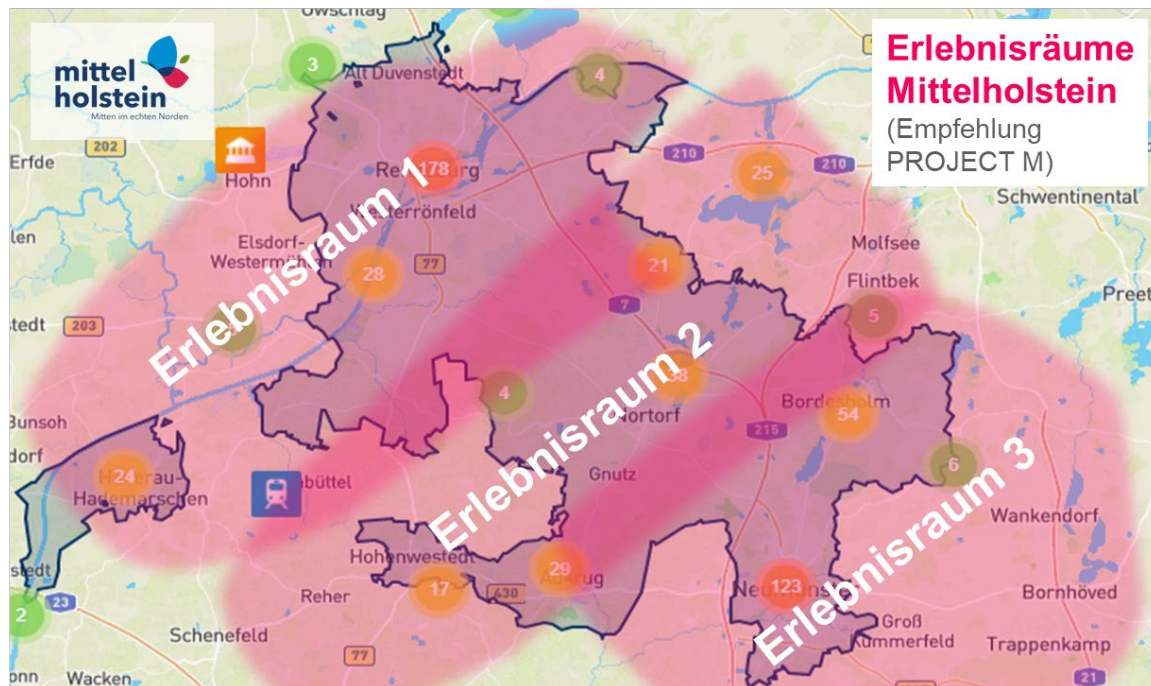 mittel
holstein
Mitten im echten Norden
Erlebnisräume
Mittelholstein
(Empfehlung
PROJECT M)
Owschlag
3
Alt Duvenstedt
4
202
Erfde
Hohn
178
210
25
210
Schwentinental
Westerrönfeld
Elsdorf-
Westermühlen
28
77
21
7
Molfsee
Flintbek
5
203
Erlebnisraum 1
Erlebnisraum 2
Erlebnisraum 3
4
38
Nortorf
Bordesholm
54
215
Bunsoh
24
Hademarschen
Gnutz
6
Wankendorf
Hohenwestedt
29
Aukrug
17
430
Reher
123
Bornhöved
Groß
Kummerfeld
Trappenkamp
2
23
Schenefeld
77
Wacken
21